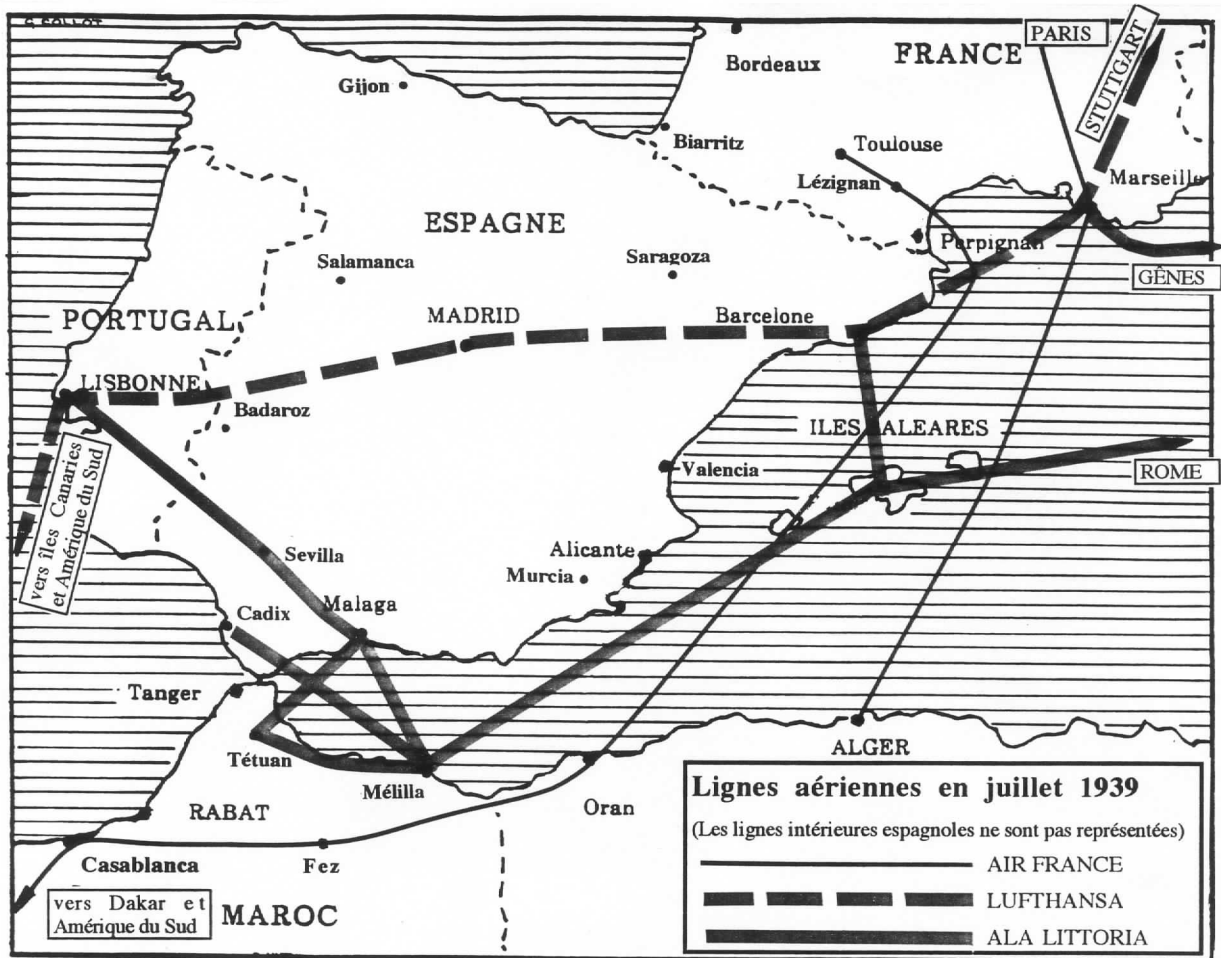 PARIS
Bordeaux
FRANCE
STUTTGART
Gijon
Biarritz
Toulouse
Lézignan
Marseille
ESPAGNE
Perpignan
Salamanca
Saragoza
GÊNES
PORTUGAL
MADRID
Barcelone
LISBONNE
Badaroz
ILES BALEARES
Valencia
ROME
vers îles Canaries
et Amérique du Sud
Sevilla
Alicante
Murcia
Cadix
Malaga
Tanger
Tétuan
Mélilla
ALGER
Oran
RABAT
Casablanca
Fez
vers Dakar et
Amérique du Sud
MAROC
Lignes aériennes en juillet 1939
(Les lignes intérieures espagnoles ne sont pas représentées)
AIR FRANCE
LUFTHANSA
ALA LITTORIA